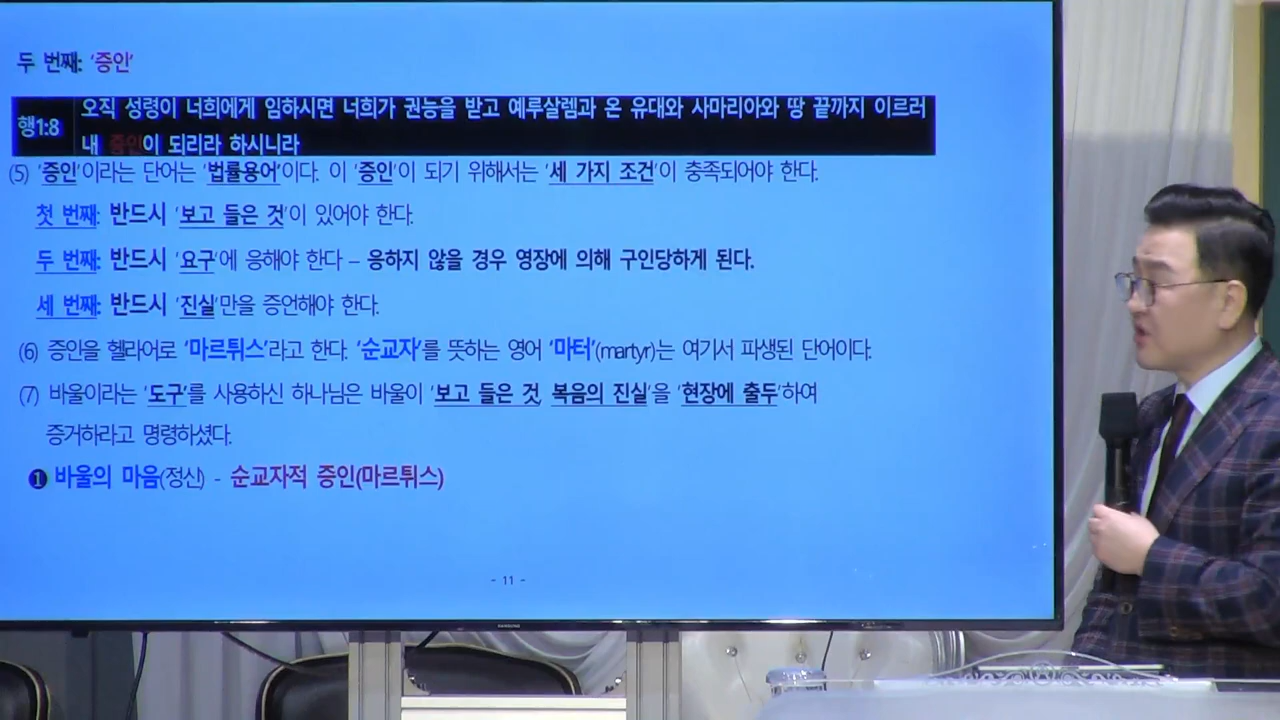 두 번째: '증인'
행1:8
오직 성령이 너희에게 임하시면 너희가 권능을 받고 예루살렘과 온 유대와 사마리아와 땅 끝까지 이르러
내 증인이 되리라 하시니라
(5) '증인'이라는 단어는 '법률용어'이다. 이 '증인'이 되기 위해서는 '세 가지 조건'이 충족되어야 한다.
첫 번째: 반드시 '보고 들은 것'이 있어야 한다.
두 번째: 반드시 '요구'에 응해야 한다 – 응하지 않을 경우 영장에 의해 구인당하게 된다.
세 번째: 반드시 '진실'만을 증언해야 한다.
(6) 증인을 헬라어로 '마르튀스'라고 한다. '순교자'를 뜻하는 영어 '마터'(martyr)는 여기서 파생된 단어이다.
(7) 바울이라는 '도구'를 사용하신 하나님은 바울이 '보고 들은 것, 복음의 진실'을 '현장에 출두'하여
증거하라고 명령하셨다.
❶ 바울의 마음(정신) - 순교자적 증인(마르튀스)
- 11 -
SAMSUNG